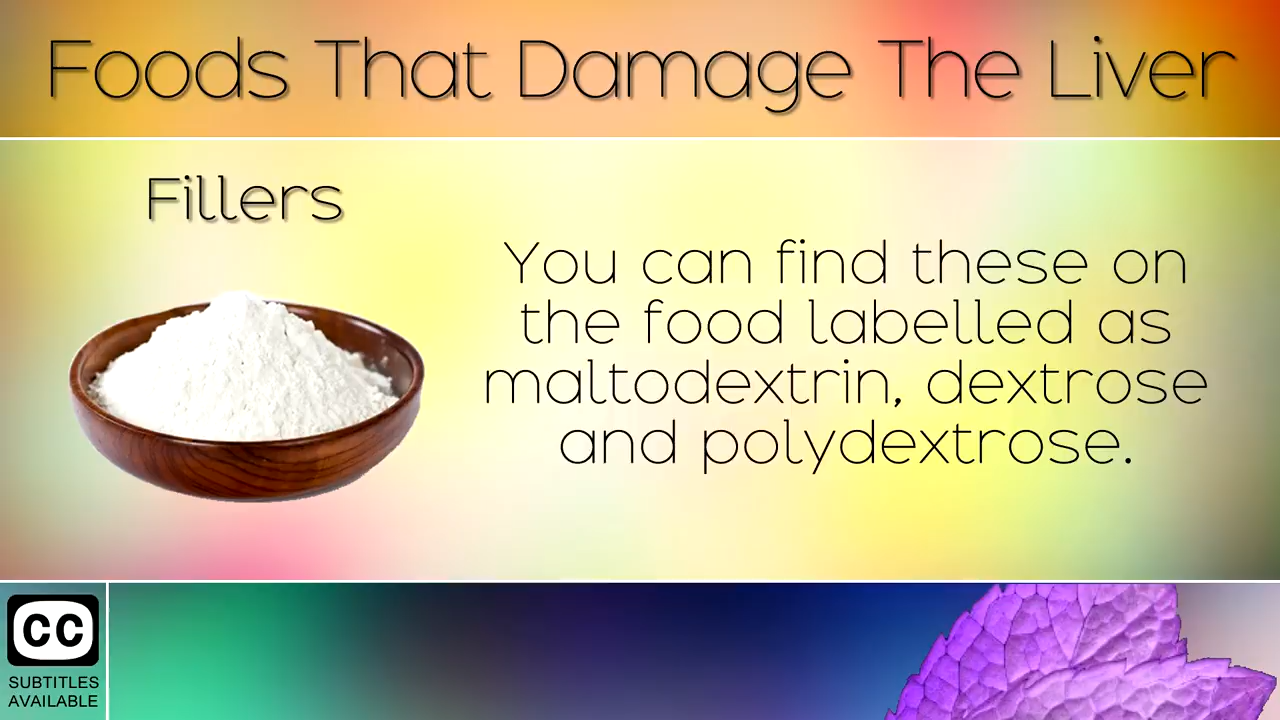 Foods That Damage The Liver
Fillers
You can find these on
the food labelled as
maltodextrin, dextrose
and polydextrose.
CC
SUBTITLES
AVAILABLE